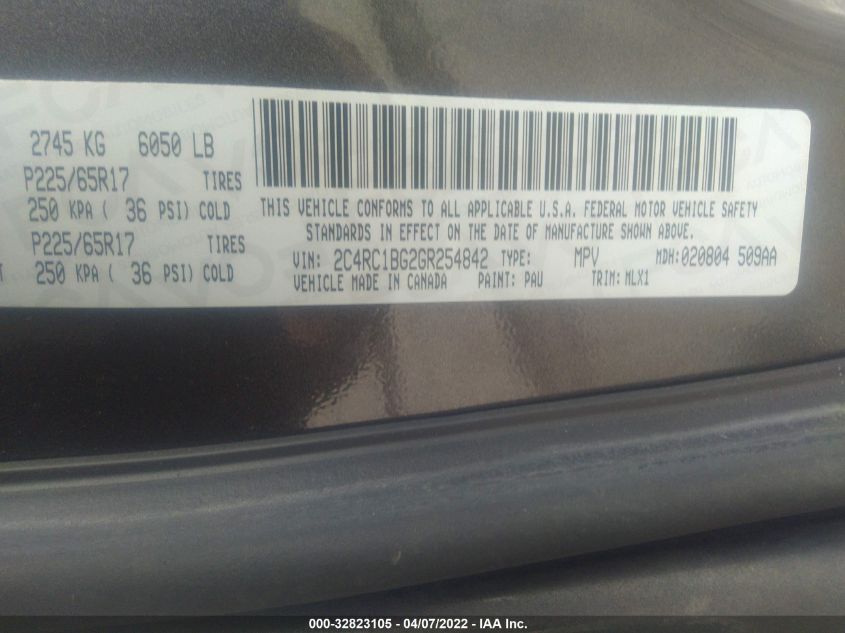 2745 KG 6050 LB
P225/65R17 TIRES
250 KPA ( 36 PSI) COLD
P225/65R17 TIRES
250 KPA ( 36 PSI) COLD
THIS VEHICLE CONFORMS TO ALL APPLICABLE U.S.A. FEDERAL MOTOR VEHICLE SAFETY
STANDARDS IN EFFECT ON THE DATE OF MANUFACTURE SHOWN ABOVE.
VIN: 2C4RC1BG2GR254842 TYPE: MPV MDH:020804 509AA
VEHICLE MADE IN CANADA PAINT: PAU TRIM: MLX1
000-32823105 - 04/07/2022 - IAA Inc.